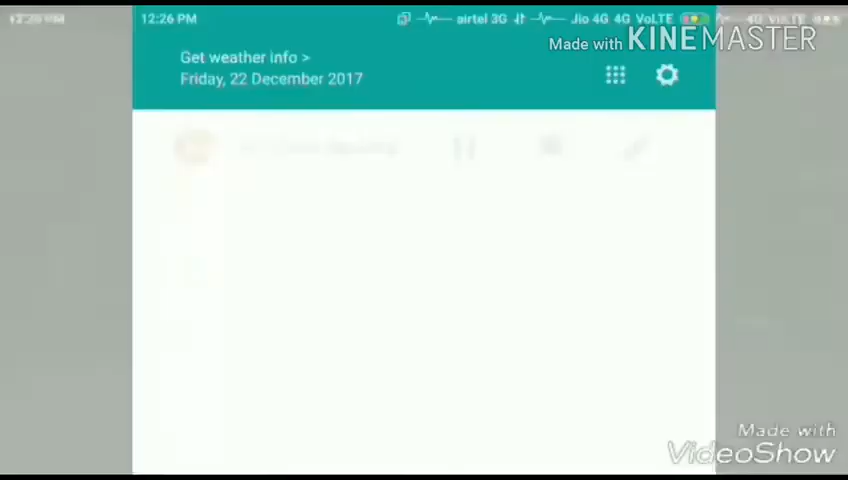 12:26 PM airtel 3G Jio 4G 4G VoLTE
Made with KINEMASTER
Get weather info >
Friday, 22 December 2017
Made with
VideoShow